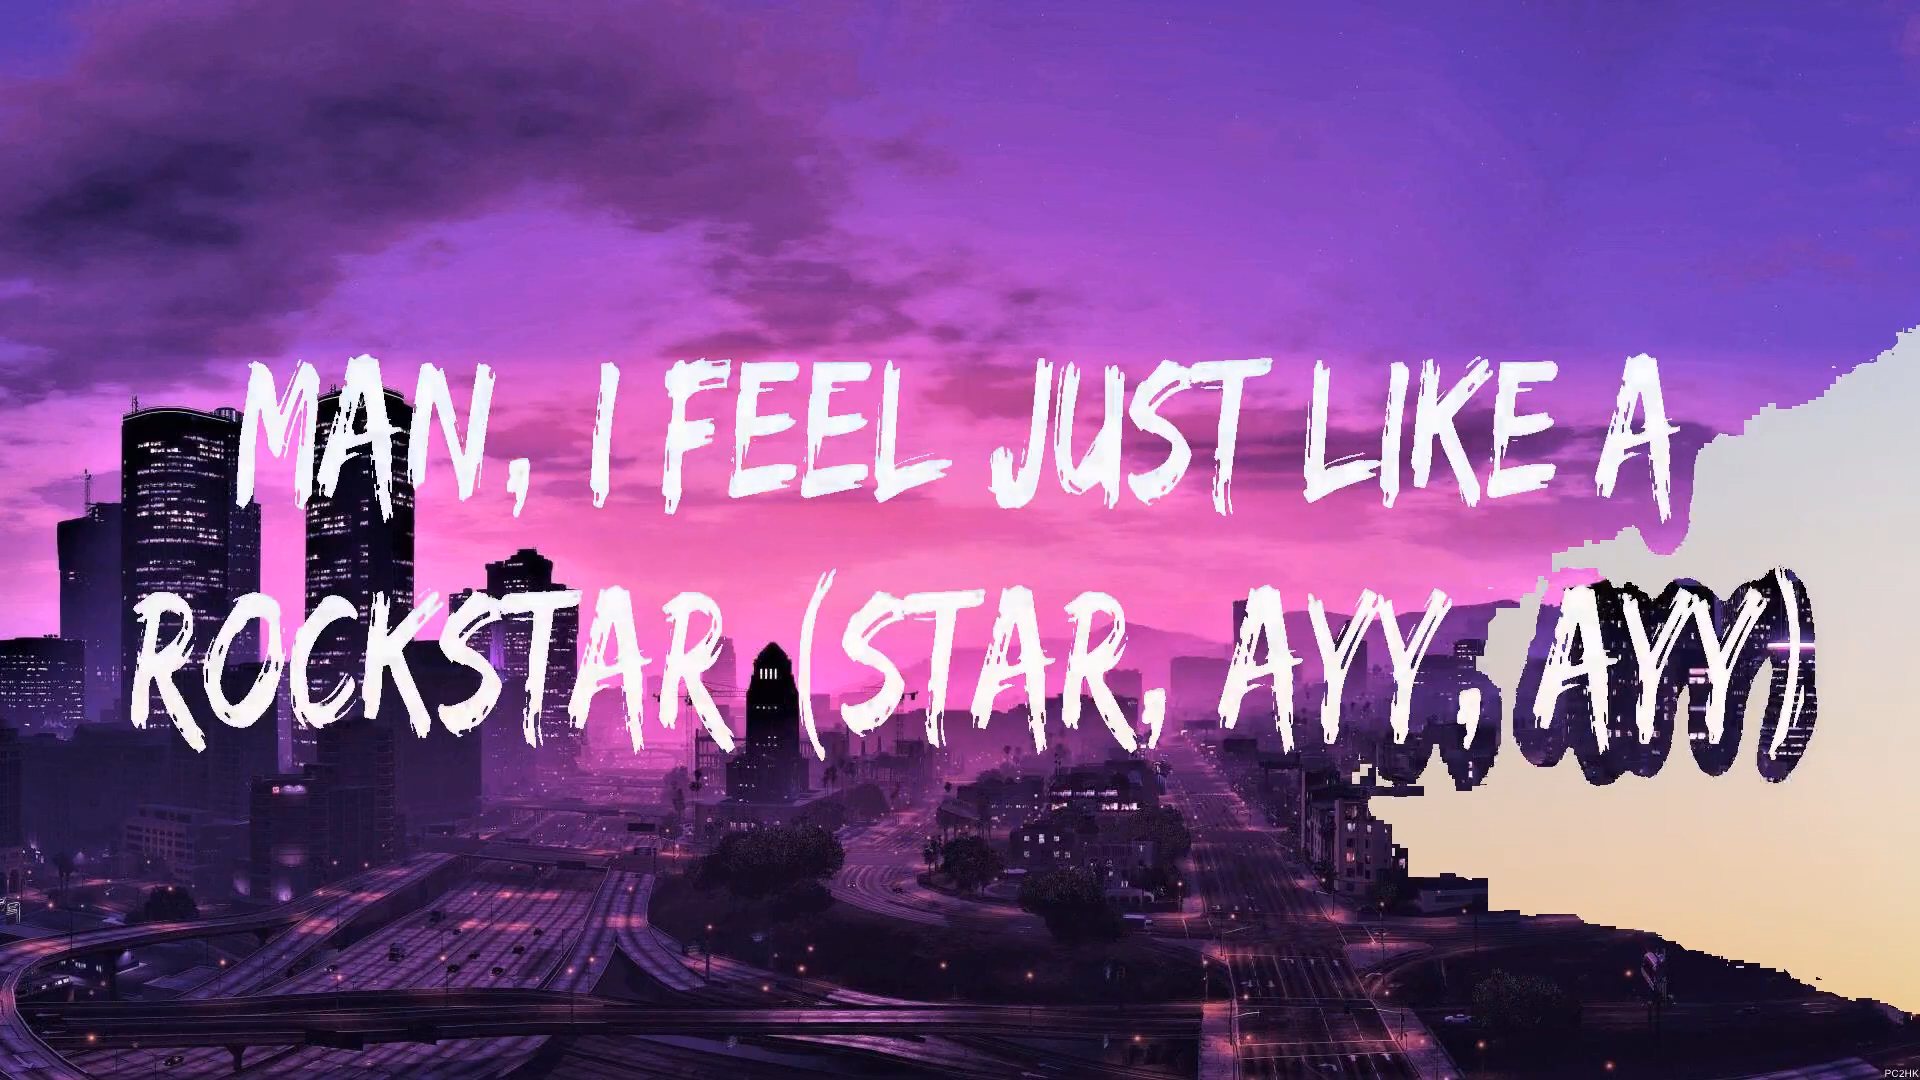 MAN, I FEEL JUST LIKE A
ROCKSTAR (STAR, AYY, AYY)
PC2HK